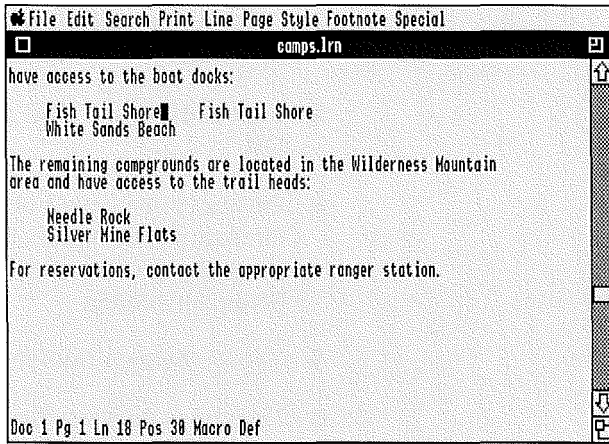 File Edit Search Print Line Page Style Footnote Special
camps.lrn
have access to the boat docks:
Fish Tail Shore Fish Tail Shore
White Sands Beach
The remaining campgrounds are located in the Wilderness Mountain
area and have access to the trail heads:
Needle Rock
Silver Mine Flats
For reservations, contact the appropriate ranger station.
Doc 1 Pg 1 Ln 18 Pos 30 Macro Def